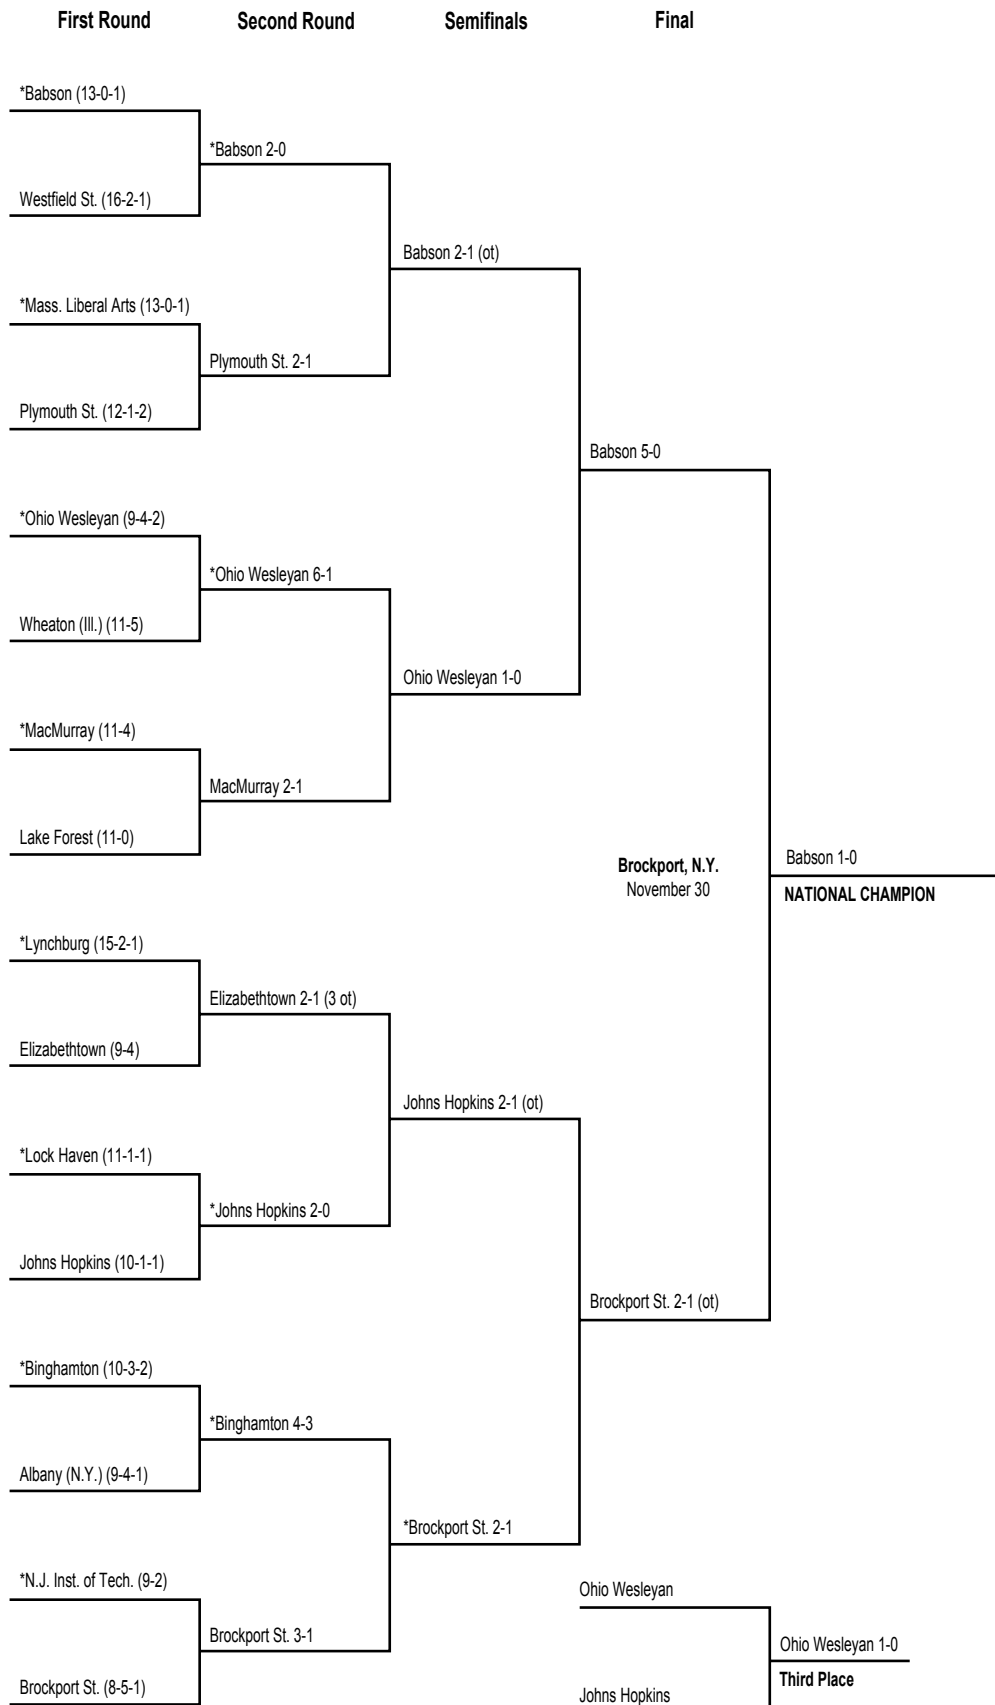 First Round
Second Round
Semifinals
Final
*Babson (13-0-1)
*Babson 2-0
Westfield St. (16-2-1)
Babson 2-1 (ot)
*Mass. Liberal Arts (13-0-1)
Plymouth St. 2-1
Plymouth St. (12-1-2)
Babson 5-0
*Ohio Wesleyan (9-4-2)
*Ohio Wesleyan 6-1
Wheaton (Ill.) (11-5)
Ohio Wesleyan 1-0
*MacMurray (11-4)
MacMurray 2-1
Lake Forest (11-0)
Brockport, N.Y.
November 30
Babson 1-0
NATIONAL CHAMPION
*Lynchburg (15-2-1)
Elizabethtown 2-1 (3 ot)
Elizabethtown (9-4)
Johns Hopkins 2-1 (ot)
*Lock Haven (11-1-1)
*Johns Hopkins 2-0
Johns Hopkins (10-1-1)
Brockport St. 2-1 (ot)
*Binghamton (10-3-2)
*Binghamton 4-3
Albany (N.Y.) (9-4-1)
*Brockport St. 2-1
*N.J. Inst. of Tech. (9-2)
Brockport St. 3-1
Brockport St. (8-5-1)
Ohio Wesleyan
Ohio Wesleyan 1-0
Third Place
Johns Hopkins